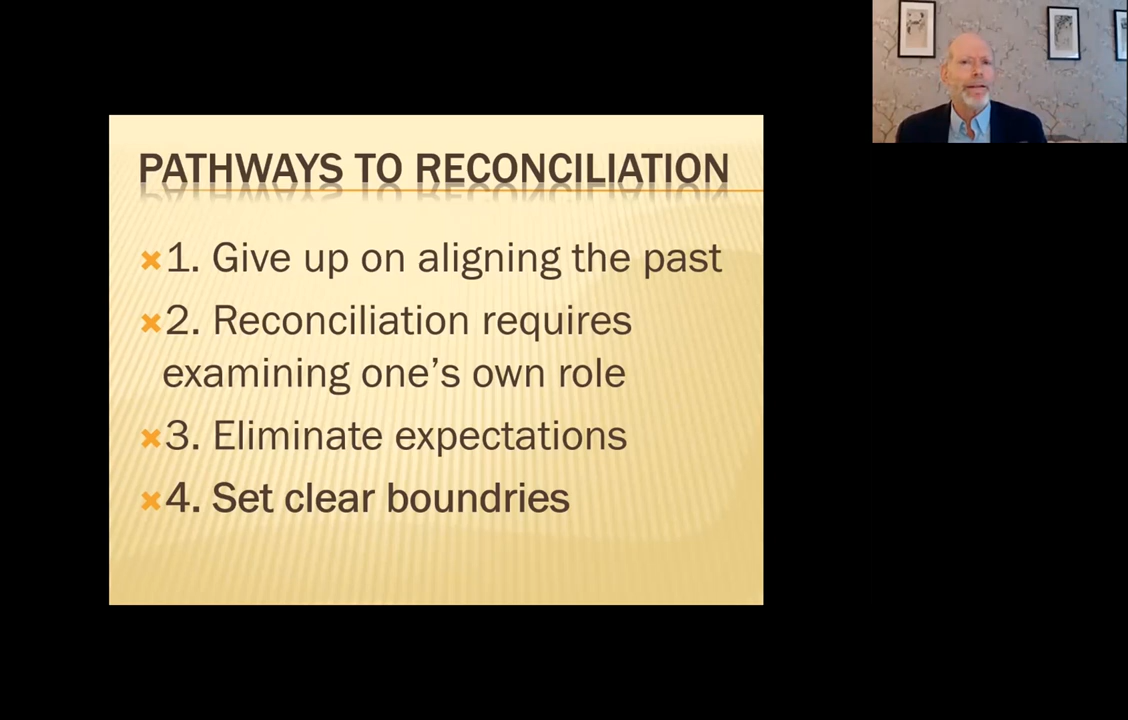 PATHWAYS TO RECONCILIATION
1. Give up on aligning the past
2. Reconciliation requires
examining one’s own role
3. Eliminate expectations
4. Set clear boundries